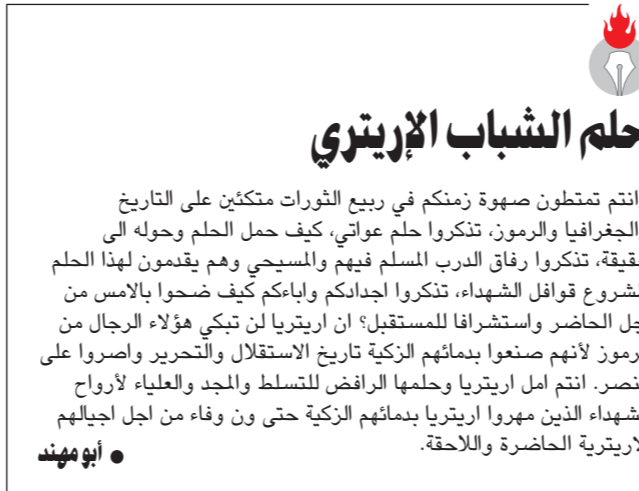 حلم الشباب الإريتري
انتم تمتطون صهوة زمنكم في ربيع الثورات متكئين على التاريخ
الجغرافيا والرموز، تذكروا حلم عواتي، كيف حمل الحلم وحوله الى
قيقة، تذكروا رفاق الدرب المسلم فيهم والمسيحي وهم يقدمون لهذا الحلم
لشروع قوافل الشهداء، تذكروا اجدادكم واباءكم كيف ضحوا بالامس من
جل الحاضر واستشرافا للمستقبل؟ ان اريتريا لن تبكي هؤلاء الرجال من
رموز لأنهم صنعوا بدمائهم الزكية تاريخ الاستقلال والتحرير واصروا على
نصر. انتم امل اريتريا وحلمها الرافض للتسلط والمجد والعلياء لأرواح
شهداء الذين مهروا اريتريا بدمائهم الزكية حتى ون وفاء من اجل اجيالهم
لاريترية الحاضرة واللاحقة.
● أبو مهند